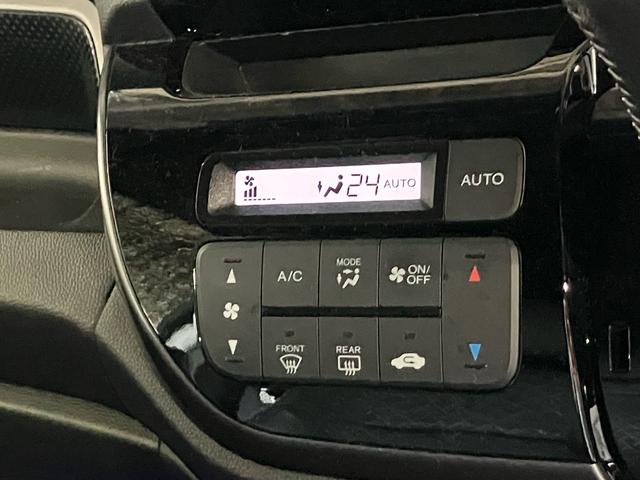 24 AUTO
AUTO
A/C
MODE
ON/
OFF
FRONT
REAR